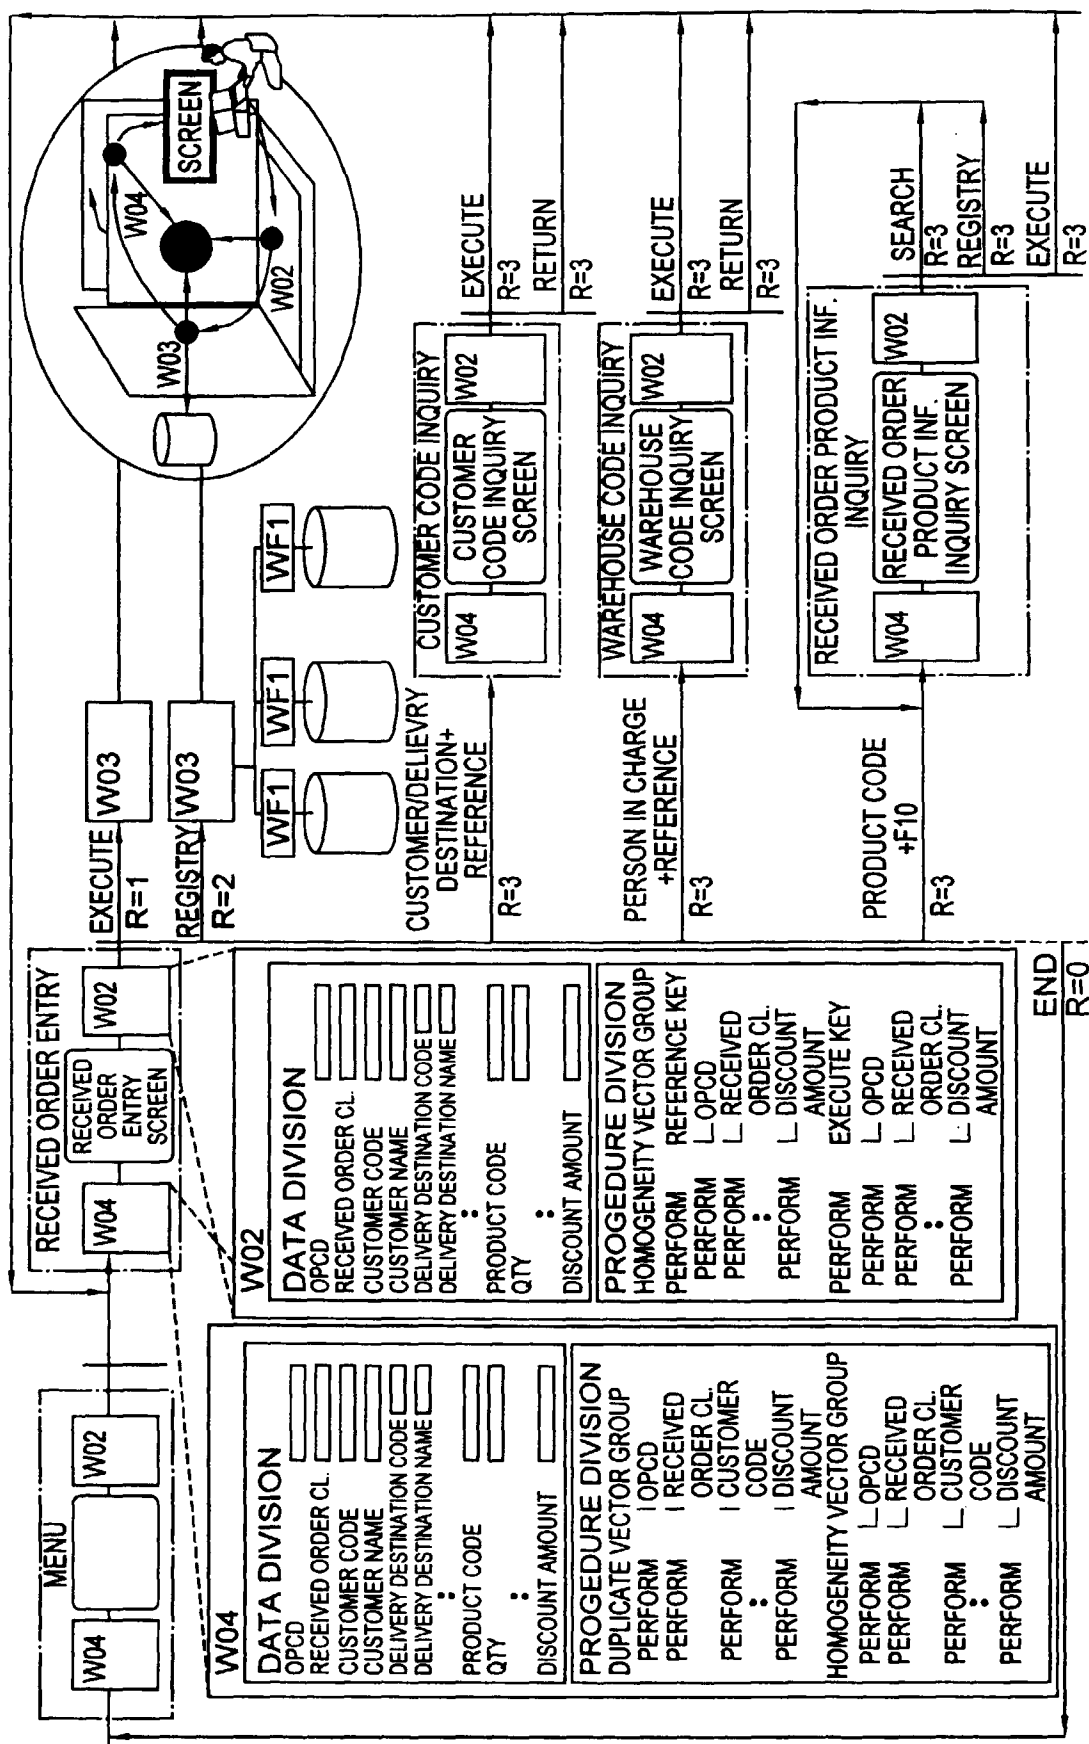 MENU
W04
W02
RECEIVED ORDER ENTRY
W04
RECEIVED
ORDER
ENTRY
SCREEN
W02
EXECUTE
R=1
W03
REGISTRY
R=2
W03
WF1
WF1
WF1
W03
W04
W02
SCREEN
W04
DATA DIVISION
OPCD
RECEIVED ORDER CL.
CUSTOMER CODE
CUSTOMER NAME
DELIVERY DESTINATION CODE
DELIVERY DESTINATION NAME
:
PRODUCT CODE
QTY
:
DISCOUNT AMOUNT
PROGEDURE DIVISION
DUPLICATE VECTOR GROUP
PERFORM I OPCD
PERFORM I RECEIVED
ORDER CL.
PERFORM I CUSTOMER
: CODE
PERFORM I DISCOUNT
AMOUNT
HOMOGENEITY VECTOR GROUP
PERFORM L OPCD
PERFORM L RECEIVED
ORDER CL.
PERFORM L CUSTOMER
: CODE
PERFORM L DISCOUNT
AMOUNT
W02
DATA DIVISION
OPCD
RECEIVED ORDER CL.
CUSTOMER CODE
CUSTOMER NAME
DELIVERY DESTINATION CODE
DELIVERY DESTINATION NAME
:
PRODUCT CODE
QTY
:
DISCOUNT AMOUNT
PROGEDURE DIVISION
HOMOGENEITY VECTOR GROUP
PERFORM REFERENCE KEY
PERFORM L OPCD
PERFORM L RECEIVED
: ORDER CL.
PERFORM L DISCOUNT
AMOUNT
PERFORM EXECUTE KEY
PERFORM L OPCD
PERFORM L RECEIVED
: ORDER CL.
PERFORM L DISCOUNT
AMOUNT
CUSTOMER/DELIEVRY
DESTINATION+
REFERENCE
R=3
CUSTOMER CODE INQUIRY
W04
CUSTOMER
CODE INQUIRY
SCREEN
W02
EXECUTE
R=3
RETURN
R=3
PERSON IN CHARGE
+REFERENCE
R=3
WAREHOUSE CODE INQUIRY
W04
WAREHOUSE
CODE INQUIRY
SCREEN
W02
EXECUTE
R=3
RETURN
R=3
PRODUCT CODE
+F10
R=3
RECEIVED ORDER PRODUCT INF.
INQUIRY
W04
RECEIVED ORDER
PRODUCT INF.
INQUIRY SCREEN
W02
SEARCH
R=3
REGISTRY
R=3
EXECUTE
R=3
END
R=0